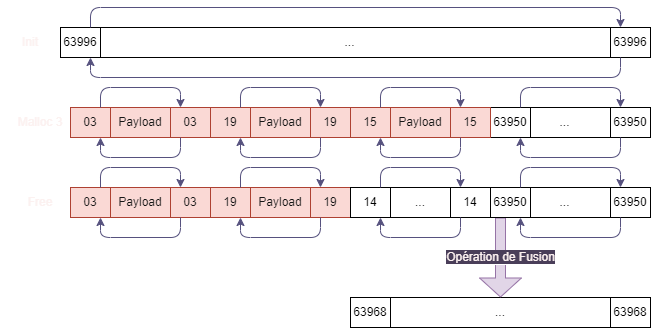 Init 63996 ... 63996
Malloc 3 03 Payload 03 19 Payload 19 15 Payload 15 63950 ... 63950
Free 03 Payload 03 19 Payload 19 14 ... 14 63950 ... 63950
Opération de Fusion
63968 ... 63968